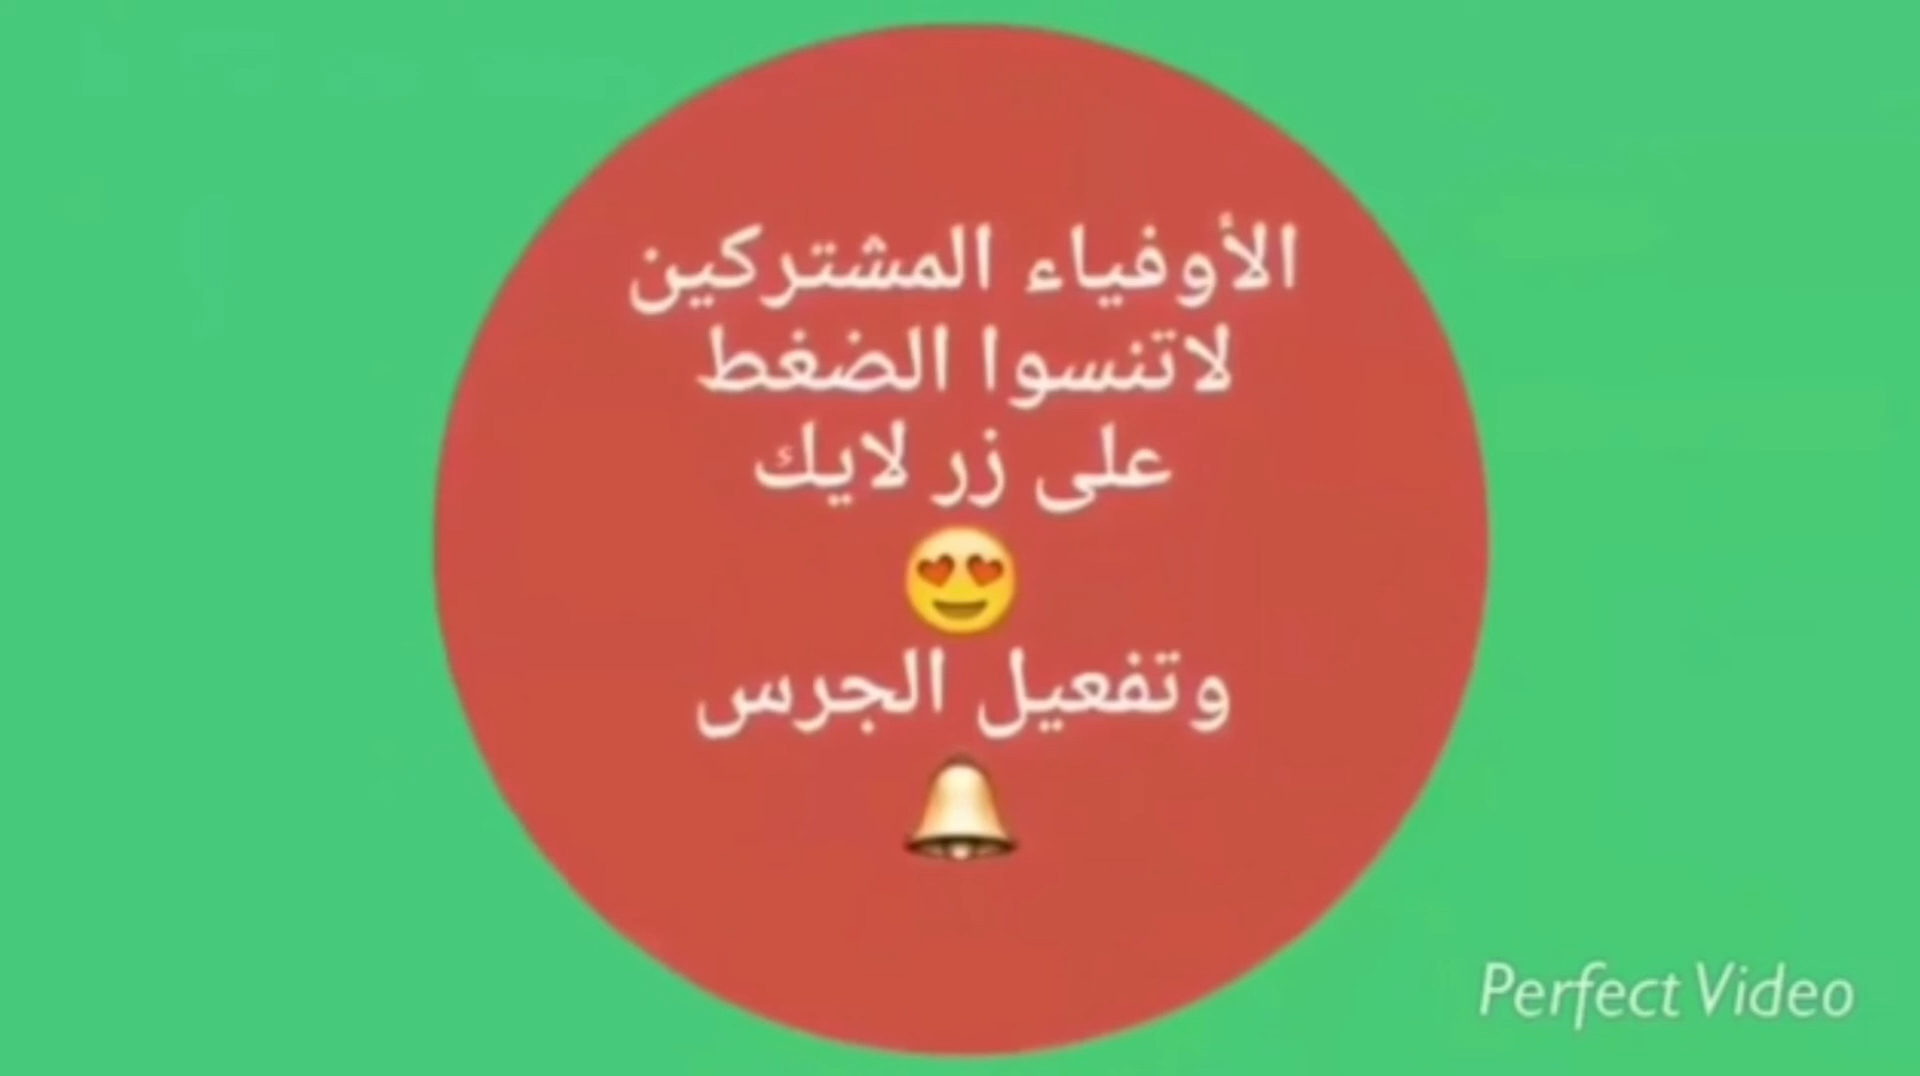 الأوفياء المشتركين
لاتنسوا الضغط
على زر لايك
😍
وتفعيل الجرس
🔔
Perfect Video